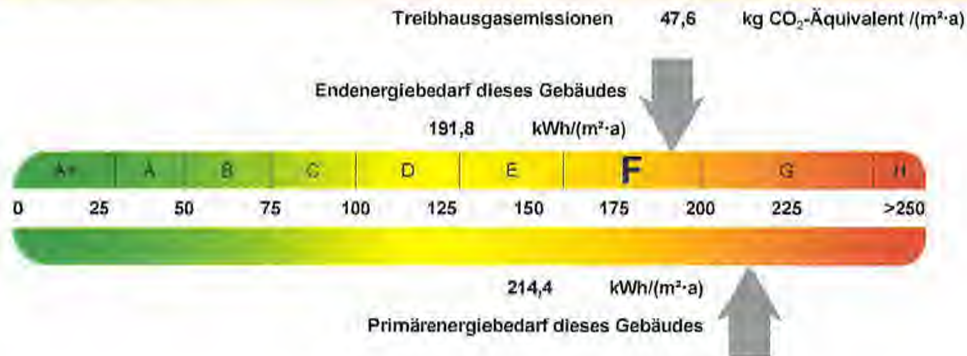 Treibhausgasemissionen 47,6 kg CO₂-Äquivalent /(m²·a)
Endenergiebedarf dieses Gebäudes
191,8 kWh/(m²·a)
A+ A B C D E F G H
0 25 50 75 100 125 150 175 200 225 >250
214,4 kWh/(m²·a)
Primärenergiebedarf dieses Gebäudes